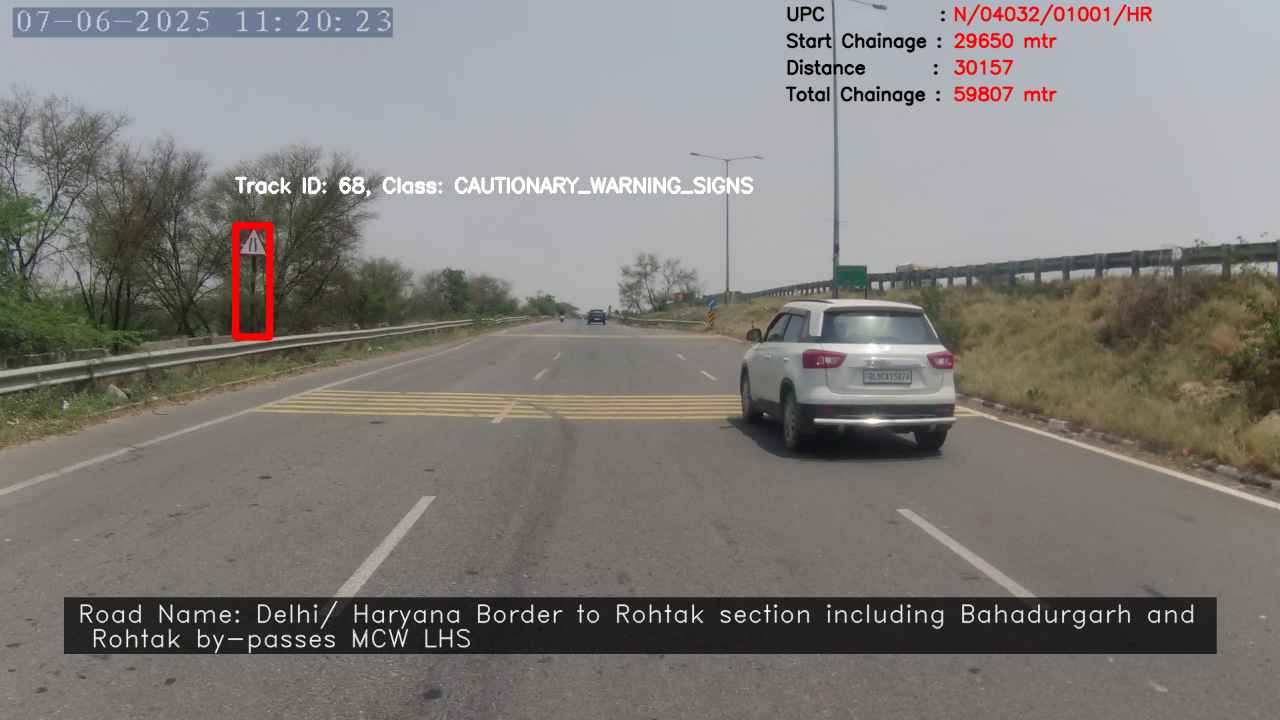 07-06-2025 11:20:23
UPC : N/04032/01001/HR
Start Chainage : 29650 mtr
Distance : 30157
Total Chainage : 59807 mtr
Track ID: 68, Class: CAUTIONARY_WARNING_SIGNS
Road Name: Delhi/ Haryana Border to Rohtak section including Bahadurgarh and
Rohtak by-passes MCW LHS